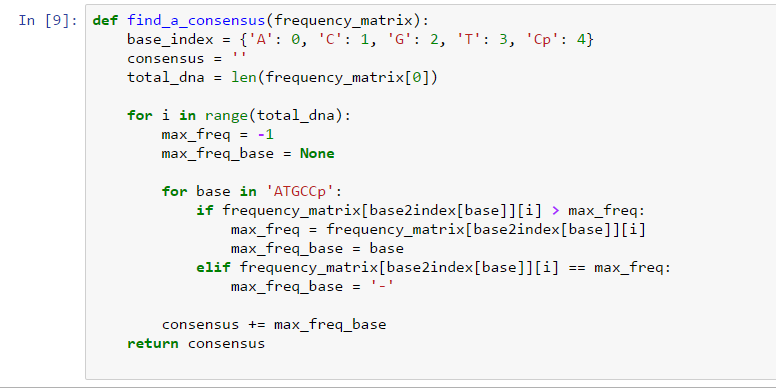 In [9]: def find_a_consensus(frequency_matrix):
    base_index = {'A': 0, 'C': 1, 'G': 2, 'T': 3, 'Cp': 4}
    consensus = ''
    total_dna = len(frequency_matrix[0])

    for i in range(total_dna):
        max_freq = -1
        max_freq_base = None

        for base in 'ATGCCp':
            if frequency_matrix[base2index[base]][i] > max_freq:
                max_freq = frequency_matrix[base2index[base]][i]
                max_freq_base = base
            elif frequency_matrix[base2index[base]][i] == max_freq:
                max_freq_base = '-'

        consensus += max_freq_base
    return consensus